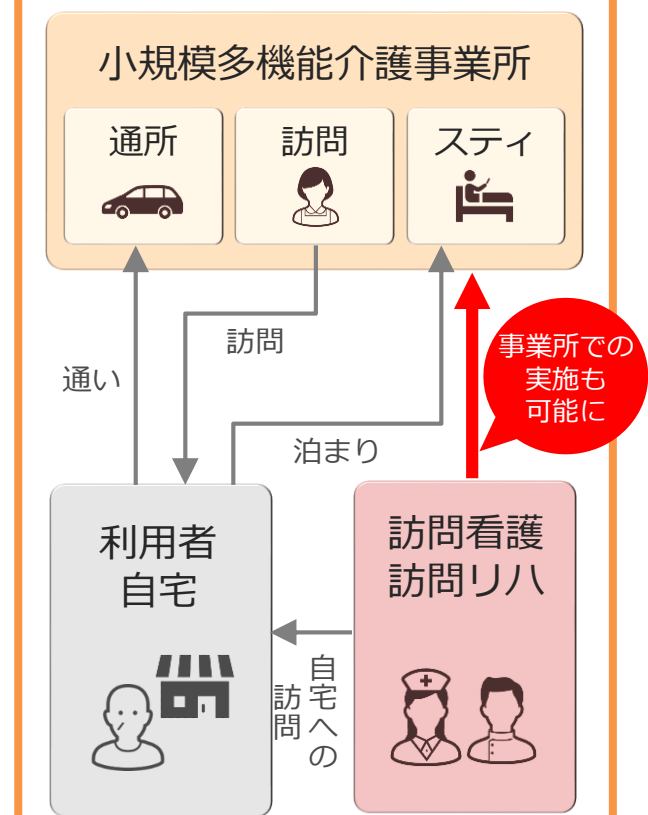 小規模多機能介護事業所
通所
訪問
スティ
訪問
通い
事業所での
実施も
可能に
泊まり
利用者
自宅
訪問看護
訪問リハ
自宅への
訪問